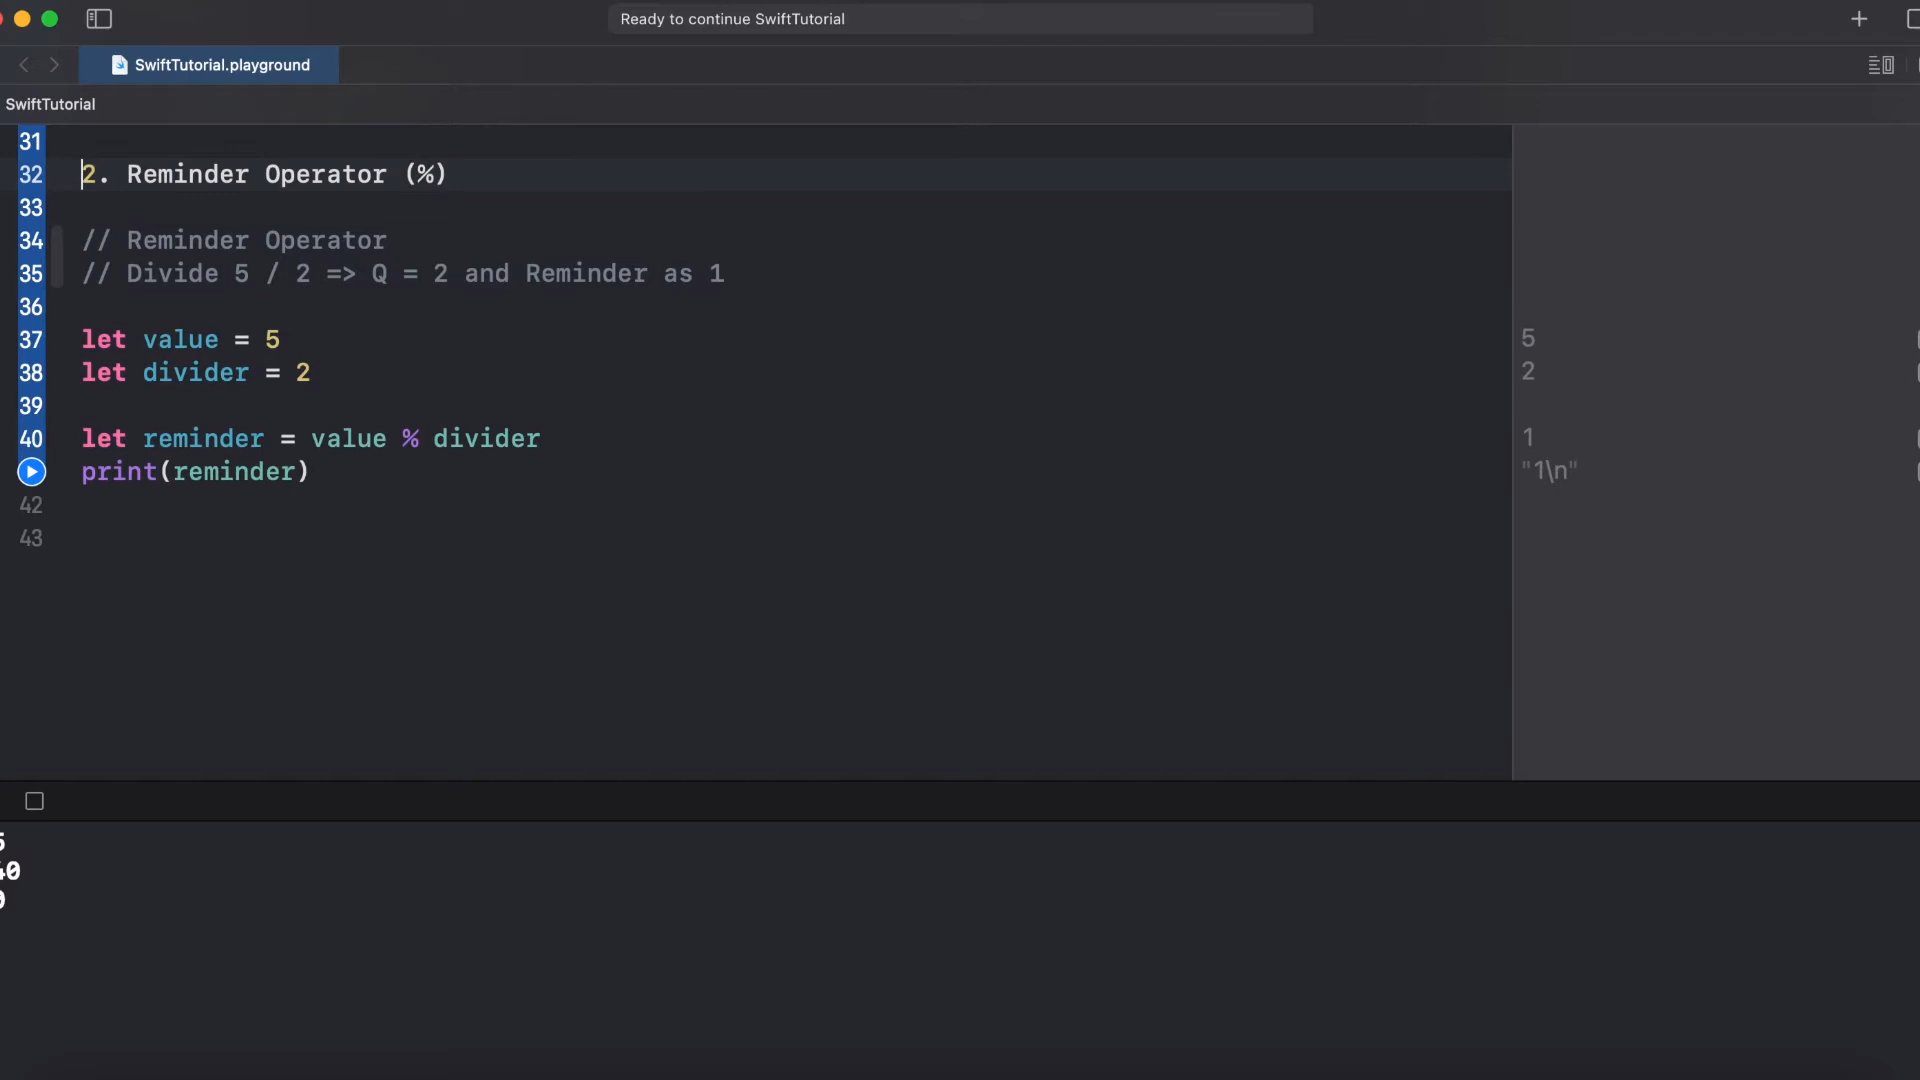 Ready to continue SwiftTutorial
SwiftTutorial.playground
SwiftTutorial
31
32 2. Reminder Operator (%)
33
34 // Reminder Operator
35 // Divide 5 / 2 => Q = 2 and Reminder as 1
36
37 let value = 5 5
38 let divider = 2 2
39
40 let reminder = value % divider 1
print(reminder) "1\n"
42
43
5
40